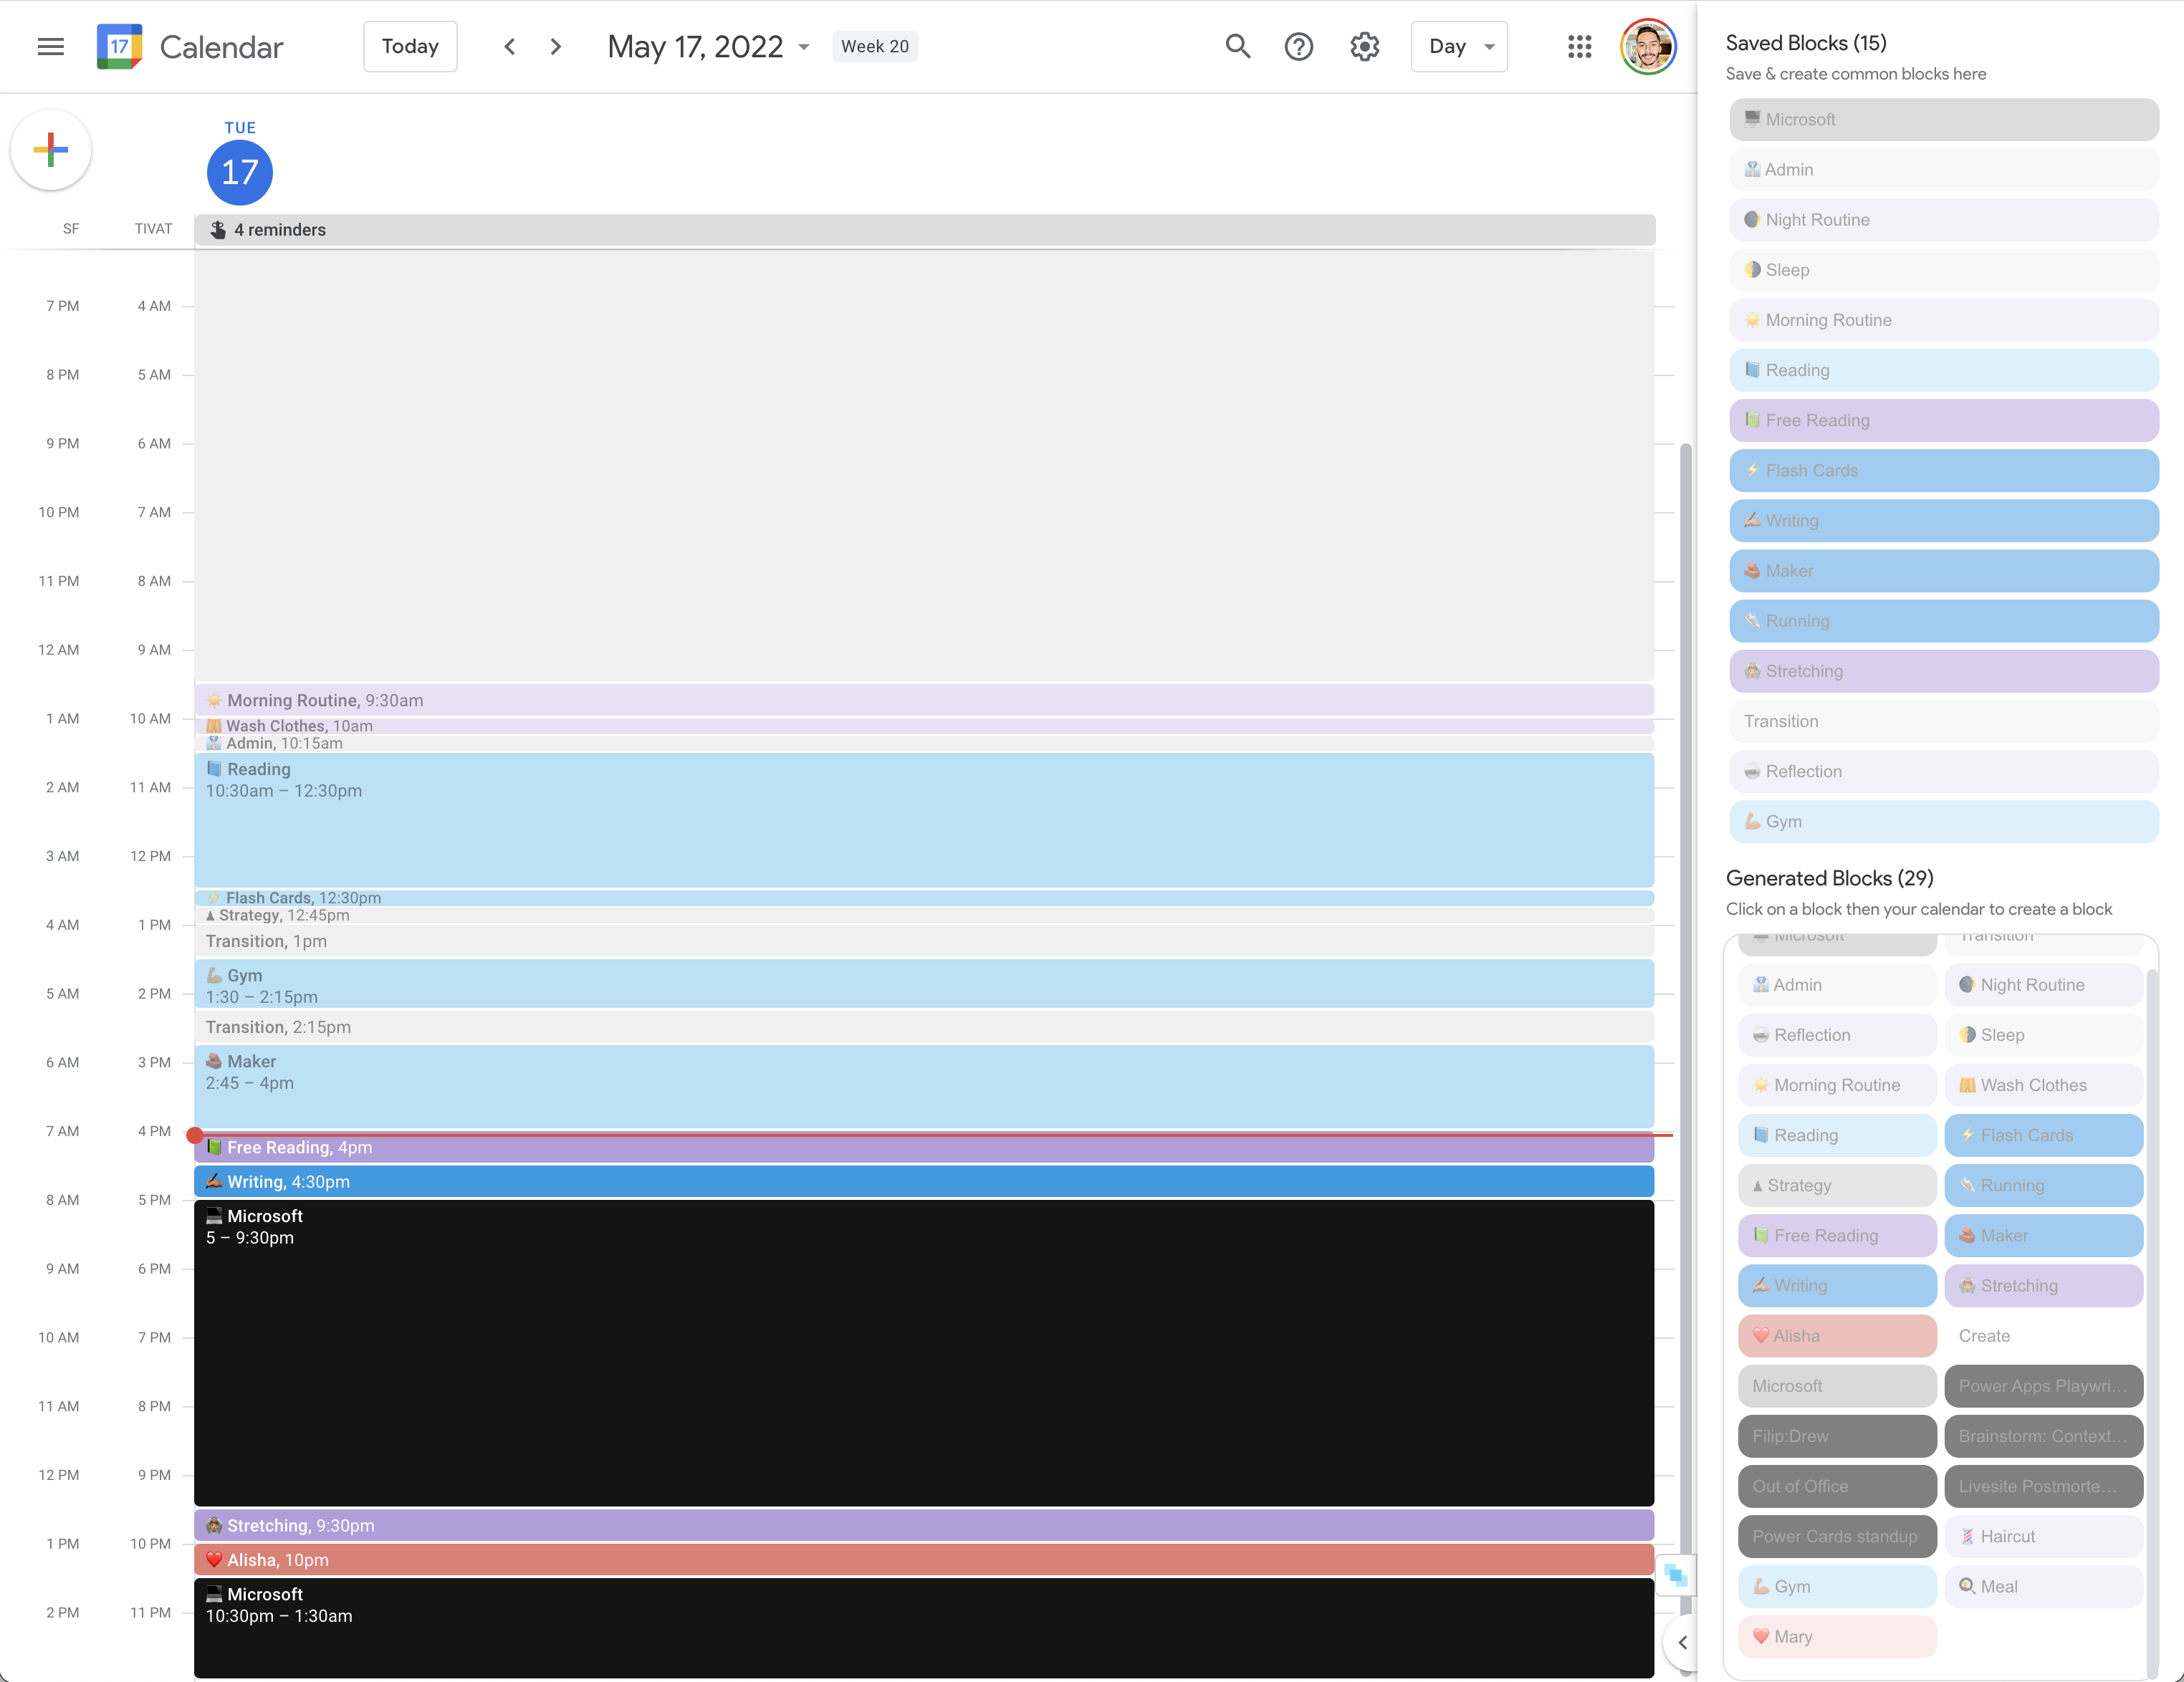 17 Calendar Today May 17, 2022 Week 20 Day
TUE
17
SF TIVAT 4 reminders
7 PM 4 AM
8 PM 5 AM
9 PM 6 AM
10 PM 7 AM
11 PM 8 AM
12 AM 9 AM
Morning Routine, 9:30am
1 AM 10 AM
Wash Clothes, 10am
Admin, 10:15am
Reading
10:30am – 12:30pm
2 AM 11 AM
3 AM 12 PM
Flash Cards, 12:30pm
Strategy, 12:45pm
4 AM 1 PM
Transition, 1pm
Gym
1:30 – 2:15pm
5 AM 2 PM
Transition, 2:15pm
6 AM 3 PM
Maker
2:45 – 4pm
7 AM 4 PM
Free Reading, 4pm
Writing, 4:30pm
8 AM 5 PM
Microsoft
5 – 9:30pm
9 AM 6 PM
10 AM 7 PM
11 AM 8 PM
12 PM 9 PM
Stretching, 9:30pm
1 PM 10 PM
Alisha, 10pm
Microsoft
10:30pm – 1:30am
2 PM 11 PM
Saved Blocks (15)
Save & create common blocks here
Microsoft
Admin
Night Routine
Sleep
Morning Routine
Reading
Free Reading
Flash Cards
Writing
Maker
Running
Stretching
Transition
Reflection
Gym
Generated Blocks (29)
Click on a block then your calendar to create a block
Microsoft Transition
Admin Night Routine
Reflection Sleep
Morning Routine Wash Clothes
Reading Flash Cards
Strategy Running
Free Reading Maker
Writing Stretching
Alisha Create
Microsoft Power Apps Playwri...
Filip:Drew Brainstorm: Context...
Out of Office Livesite Postmorte...
Power Cards standup Haircut
Gym Meal
Mary